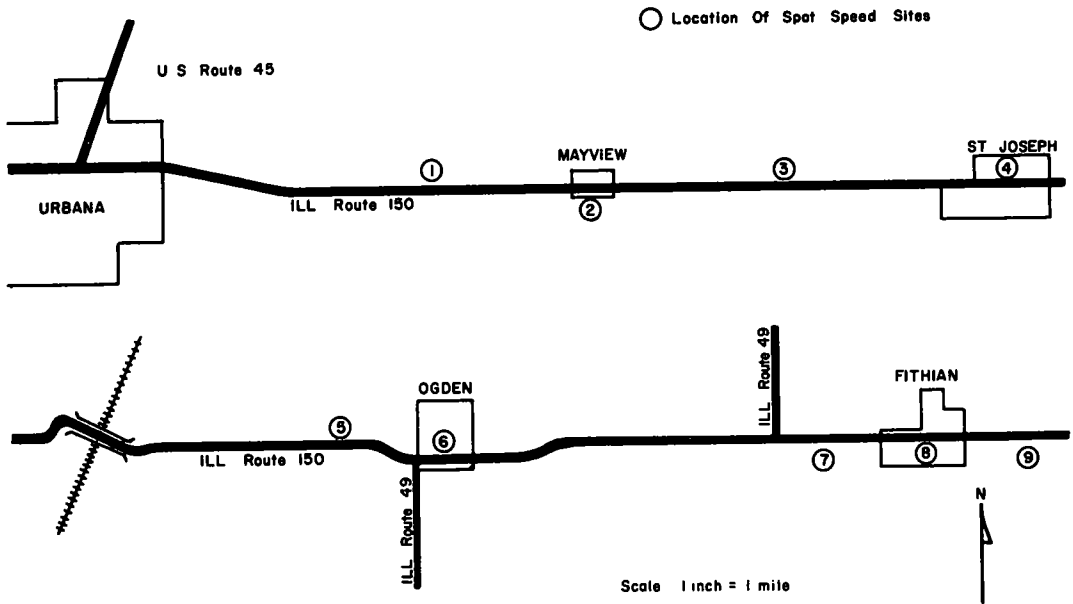 Location Of Spot Speed Sites
U S Route 45
URBANA
ILL Route 150
1
MAYVIEW
2
3
ST JOSEPH
4
ILL Route 150
5
OGDEN
6
ILL Route 49
ILL Route 49
7
FITHIAN
8
9
N
Scale 1 inch = 1 mile